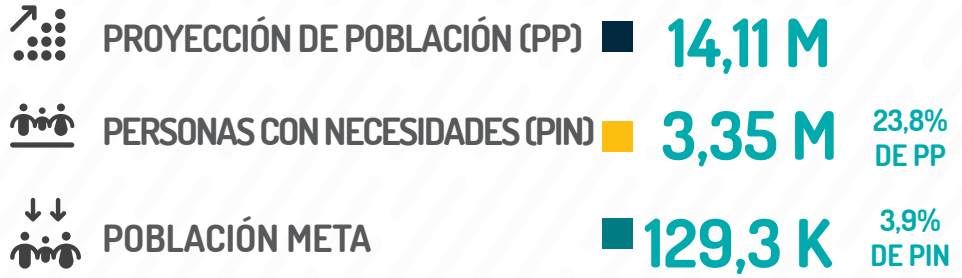 PROYECCIÓN DE POBLACIÓN (PP) 14,11 M
PERSONAS CON NECESIDADES (PIN) 3,35 M 23,8%
DE PP
POBLACIÓN META 129,3 K 3,9%
DE PIN